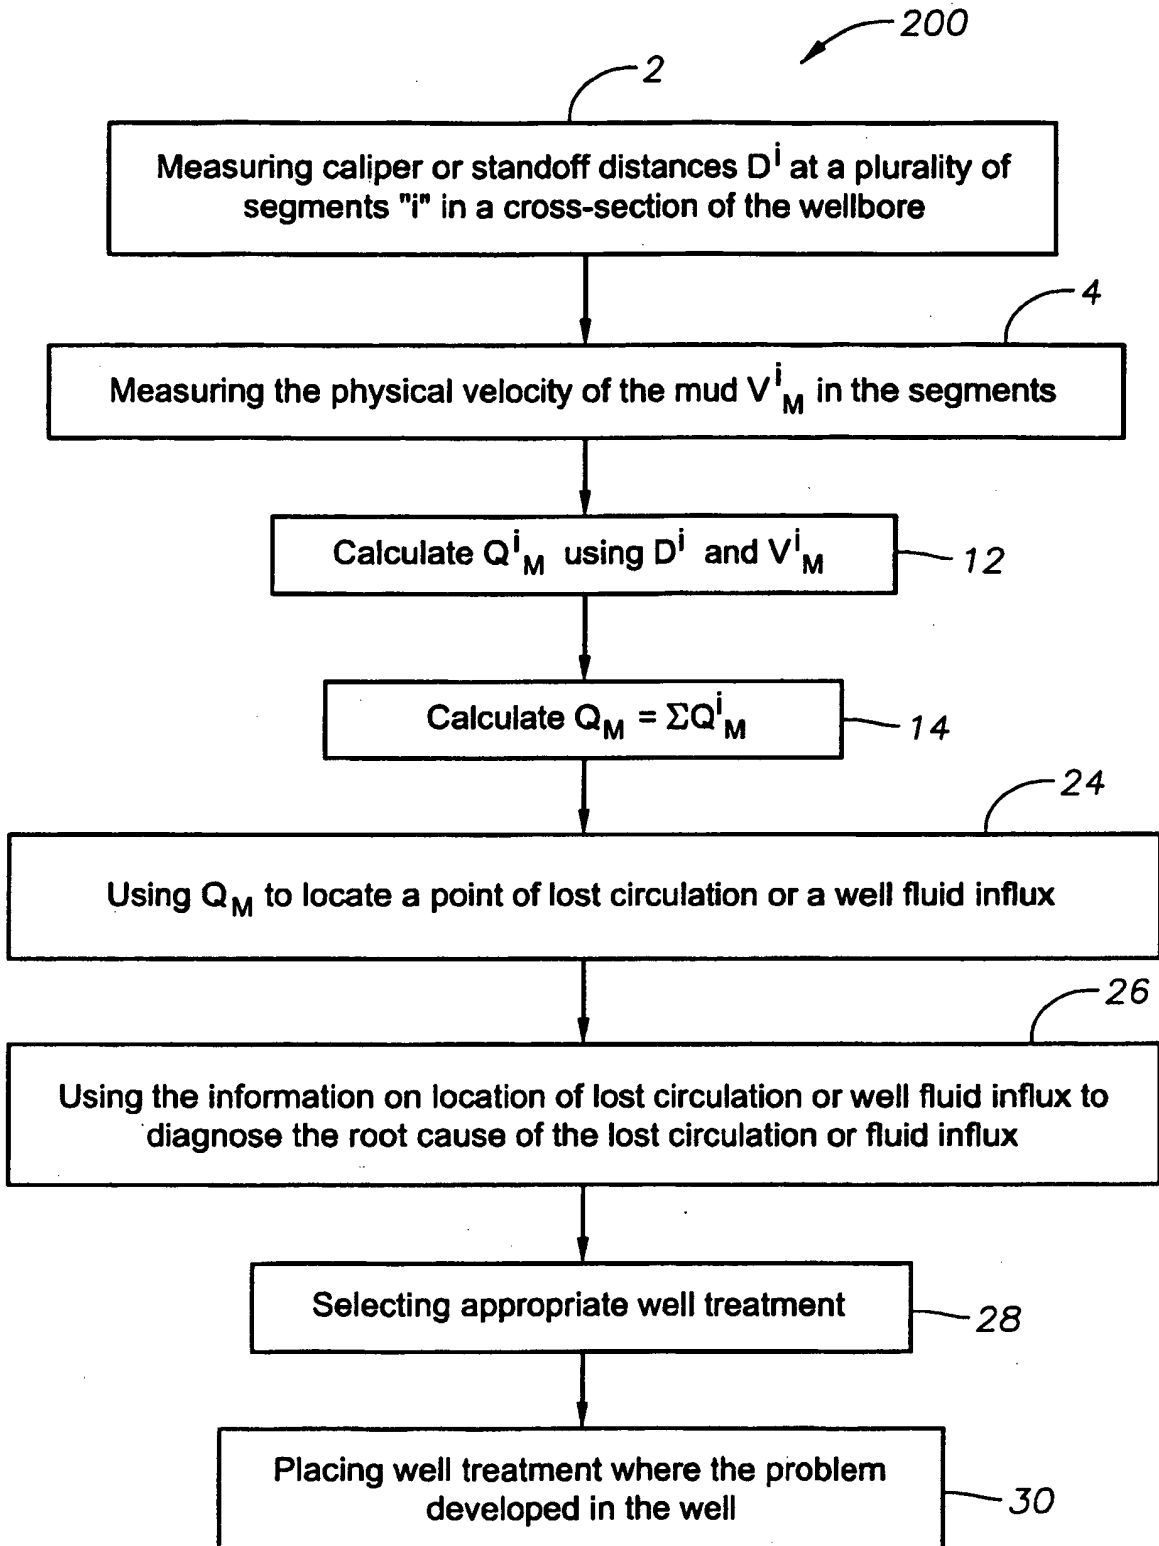 200
2
Measuring caliper or standoff distances Dⁱ at a plurality of
segments "i" in a cross-section of the wellbore
4
Measuring the physical velocity of the mud Vⁱ_M in the segments
Calculate Qⁱ_M using Dⁱ and Vⁱ_M
12
Calculate Q_M = ΣQⁱ_M
14
24
Using Q_M to locate a point of lost circulation or a well fluid influx
26
Using the information on location of lost circulation or well fluid influx to
diagnose the root cause of the lost circulation or fluid influx
Selecting appropriate well treatment
28
Placing well treatment where the problem
developed in the well
30